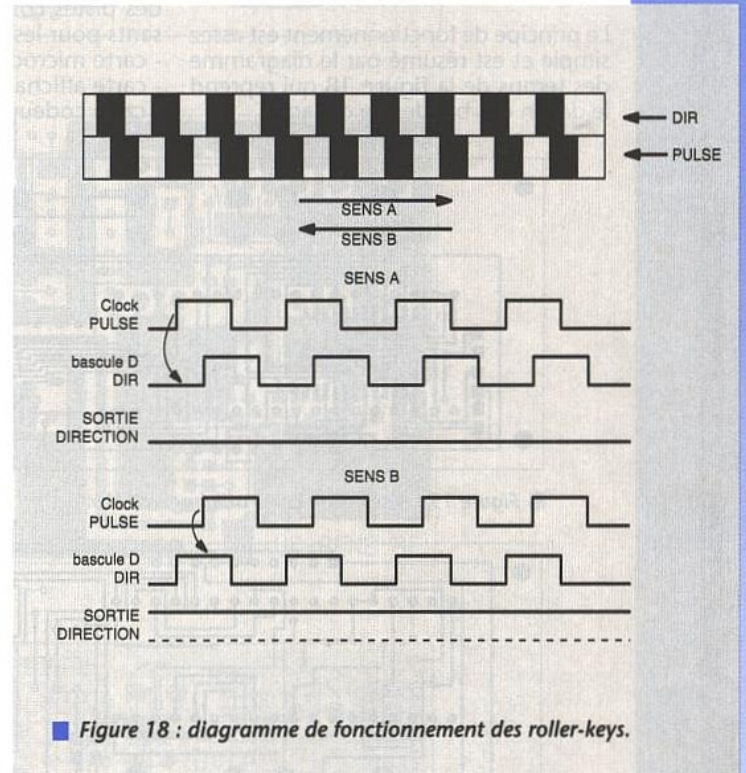 DIR
PULSE
SENS A
SENS B
SENS A
Clock
PULSE
bascule D
DIR
SORTIE
DIRECTION
SENS B
Clock
PULSE
bascule D
DIR
SORTIE
DIRECTION
Figure 18 : diagramme de fonctionnement des roller-keys.